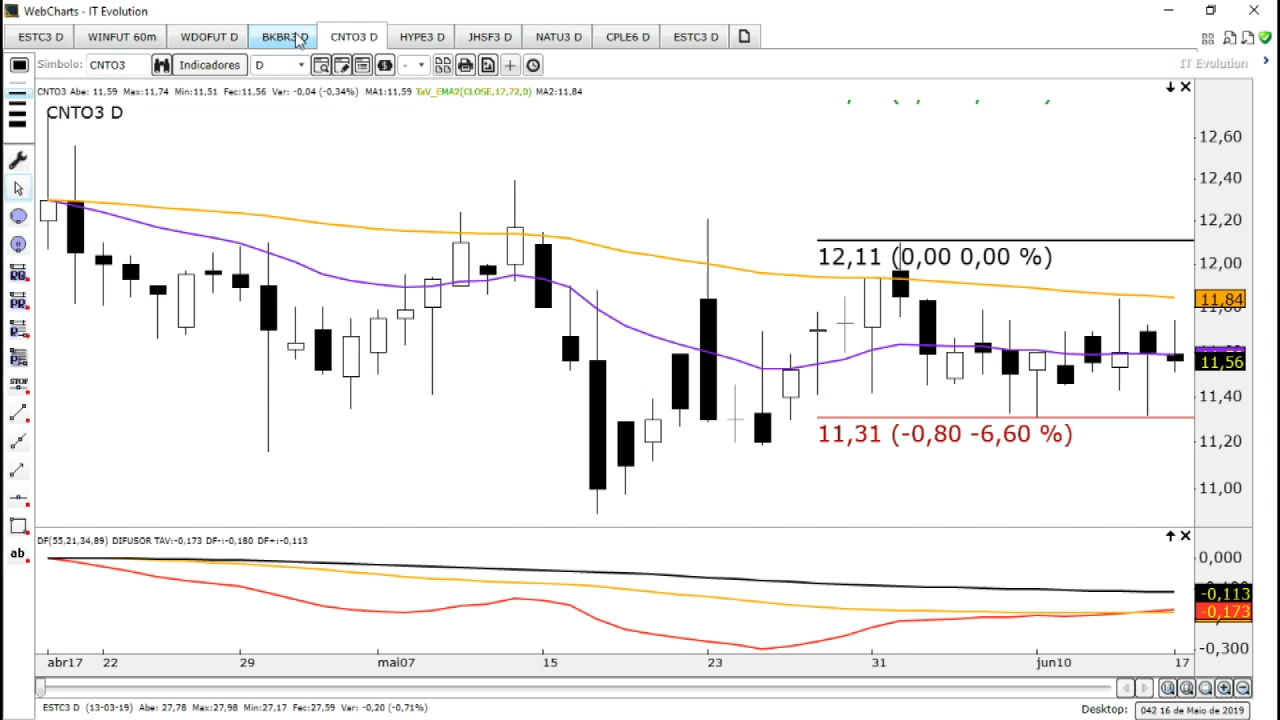 WebCharts - IT Evolution
ESTC3 D WINFUT 60m WDOFUT D BKBR3 D CNTO3 D HYPE3 D JHSF3 D NATU3 D CPLE6 D ESTC3 D
Símbolo: CNTO3 Indicadores D - IT Evolution
CNTO3 Abe: 11,59 Max:11,74 Min:11,51 Fec:11,56 Var: -0,04 (-0,34%) MA1:11,59 TaV_EMA2(CLOSE,17,72,0) MA2:11,84
CNTO3 D
12,60
12,40
12,20
12,11 (0,00 0,00 %)
12,00
11,84
11,56
11,40
11,31 (-0,80 -6,60 %)
11,20
11,00
RG
PR
STOP
ab
DF(55,21,34,89) DIFUSOR TAV:-0,173 DF-:-0,180 DF+:-0,113
0,000
-0,113
-0,173
-0,300
abr17 22 29 mai07 15 23 31 jun10 17
ESTC3 D (13-03-19) Abe: 27,78 Max:27,98 Min:27,17 Fec:27,59 Var: -0,20 (-0,71%) Desktop: 042 16 de Maio de 2019